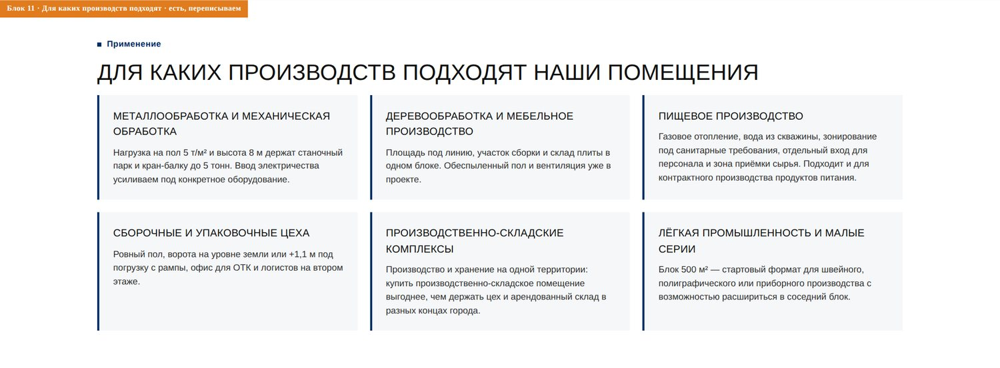 Блок 11 · Для каких производств подходят · есть, переписываем
Применение
ДЛЯ КАКИХ ПРОИЗВОДСТВ ПОДХОДЯТ НАШИ ПОМЕЩЕНИЯ
МЕТАЛЛООБРАБОТКА И МЕХАНИЧЕСКАЯ
ОБРАБОТКА
Нагрузка на пол 5 т/м² и высота 8 м держат станочный
парк и кран-балку до 5 тонн. Ввод электричества
усиливаем под конкретное оборудование.
ДЕРЕВООБРАБОТКА И МЕБЕЛЬНОЕ
ПРОИЗВОДСТВО
Площадь под линию, участок сборки и склад плиты в
одном блоке. Обеспыленный пол и вентиляция уже в
проекте.
ПИЩЕВОЕ ПРОИЗВОДСТВО
Газовое отопление, вода из скважины, зонирование
под санитарные требования, отдельный вход для
персонала и зона приёмки сырья. Подходит и для
контрактного производства продуктов питания.
СБОРОЧНЫЕ И УПАКОВОЧНЫЕ ЦЕХА
Ровный пол, ворота на уровне земли или +1,1 м под
погрузку с рампы, офис для ОТК и логистов на втором
этаже.
ПРОИЗВОДСТВЕННО-СКЛАДСКИЕ
КОМПЛЕКСЫ
Производство и хранение на одной территории:
купить производственно-складское помещение
выгоднее, чем держать цех и арендованный склад в
разных концах города.
ЛЁГКАЯ ПРОМЫШЛЕННОСТЬ И МАЛЫЕ
СЕРИИ
Блок 500 м² — стартовый формат для швейного,
полиграфического или приборного производства с
возможностью расшириться в соседний блок.